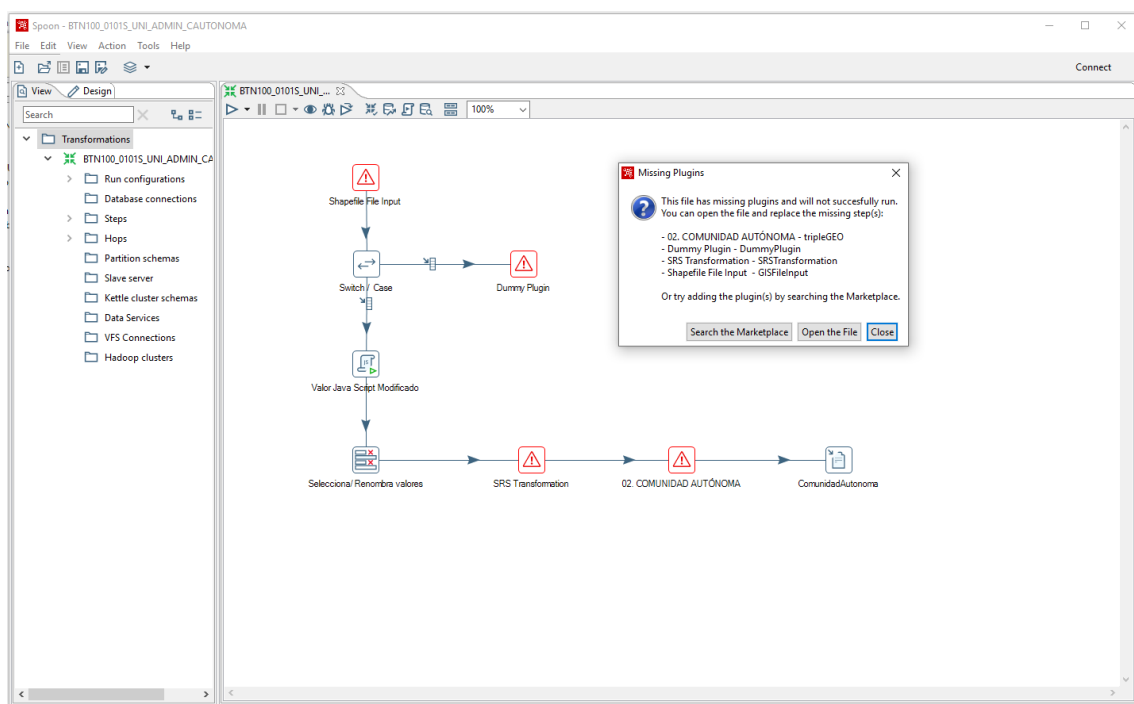 Spoon - BTN100_0101S_UNI_ADMIN_CAUTONOMA
File Edit View Action Tools Help
Connect
View Design
Search
Transformations
BTN100_0101S_UNI_ADMIN_CA
Run configurations
Database connections
Steps
Hops
Partition schemas
Slave server
Kettle cluster schemas
Data Services
VFS Connections
Hadoop clusters
BTN100_0101S_UNI_...
100%
Shapefile File Input
Switch / Case
Dummy Plugin
Valor Java Script Modificado
Selecciona/Renombra valores
SRS Transformation
02. COMUNIDAD AUTÓNOMA
ComunidadAutonoma
Missing Plugins
This file has missing plugins and will not succesfully run.
You can open the file and replace the missing step(s):
- 02. COMUNIDAD AUTÓNOMA - tripleGEO
- Dummy Plugin - DummyPlugin
- SRS Transformation - SRSTransformation
- Shapefile File Input - GISFileInput
Or try adding the plugin(s) by searching the Marketplace.
Search the Marketplace Open the File Close